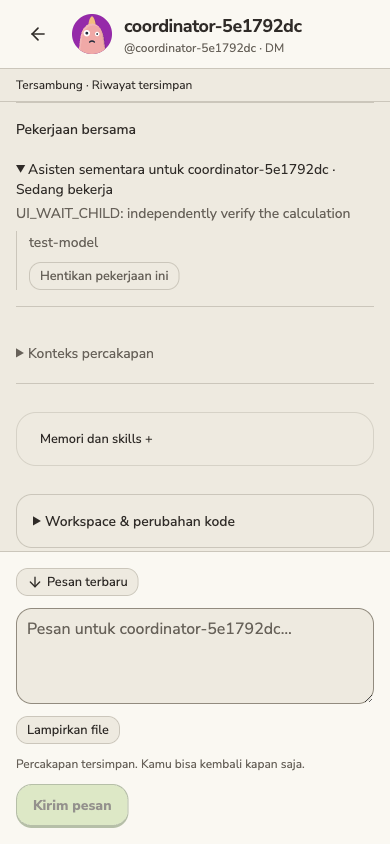 coordinator-5e1792dc
@coordinator-5e1792dc · DM
Tersambung · Riwayat tersimpan
Pekerjaan bersama
Asisten sementara untuk coordinator-5e1792dc ·
Sedang bekerja
UI_WAIT_CHILD: independently verify the calculation
test-model
Hentikan pekerjaan ini
Konteks percakapan
Memori dan skills +
Workspace & perubahan kode
Pesan terbaru
Pesan untuk coordinator-5e1792dc...
Lampirkan file
Percakapan tersimpan. Kamu bisa kembali kapan saja.
Kirim pesan